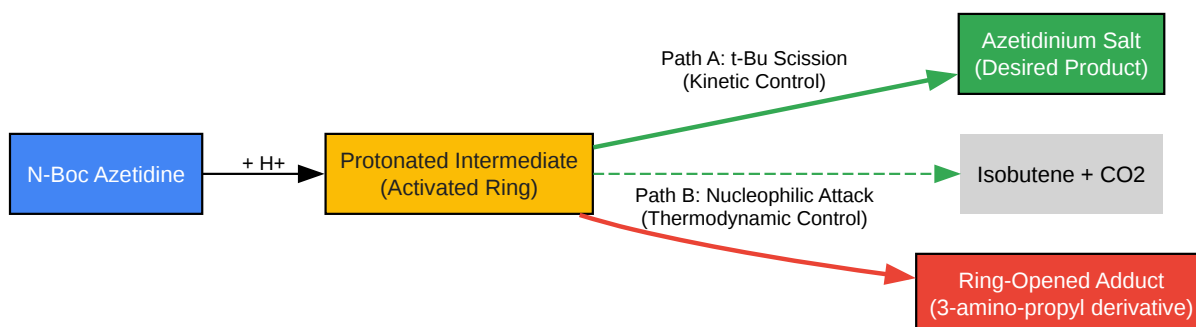 N-Boc Azetidine
+ H+
Protonated Intermediate
(Activated Ring)
Path A: t-Bu Scission
(Kinetic Control)
Azetidinium Salt
(Desired Product)
Isobutene + CO2
Path B: Nucleophilic Attack
(Thermodynamic Control)
Ring-Opened Adduct
(3-amino-propyl derivative)